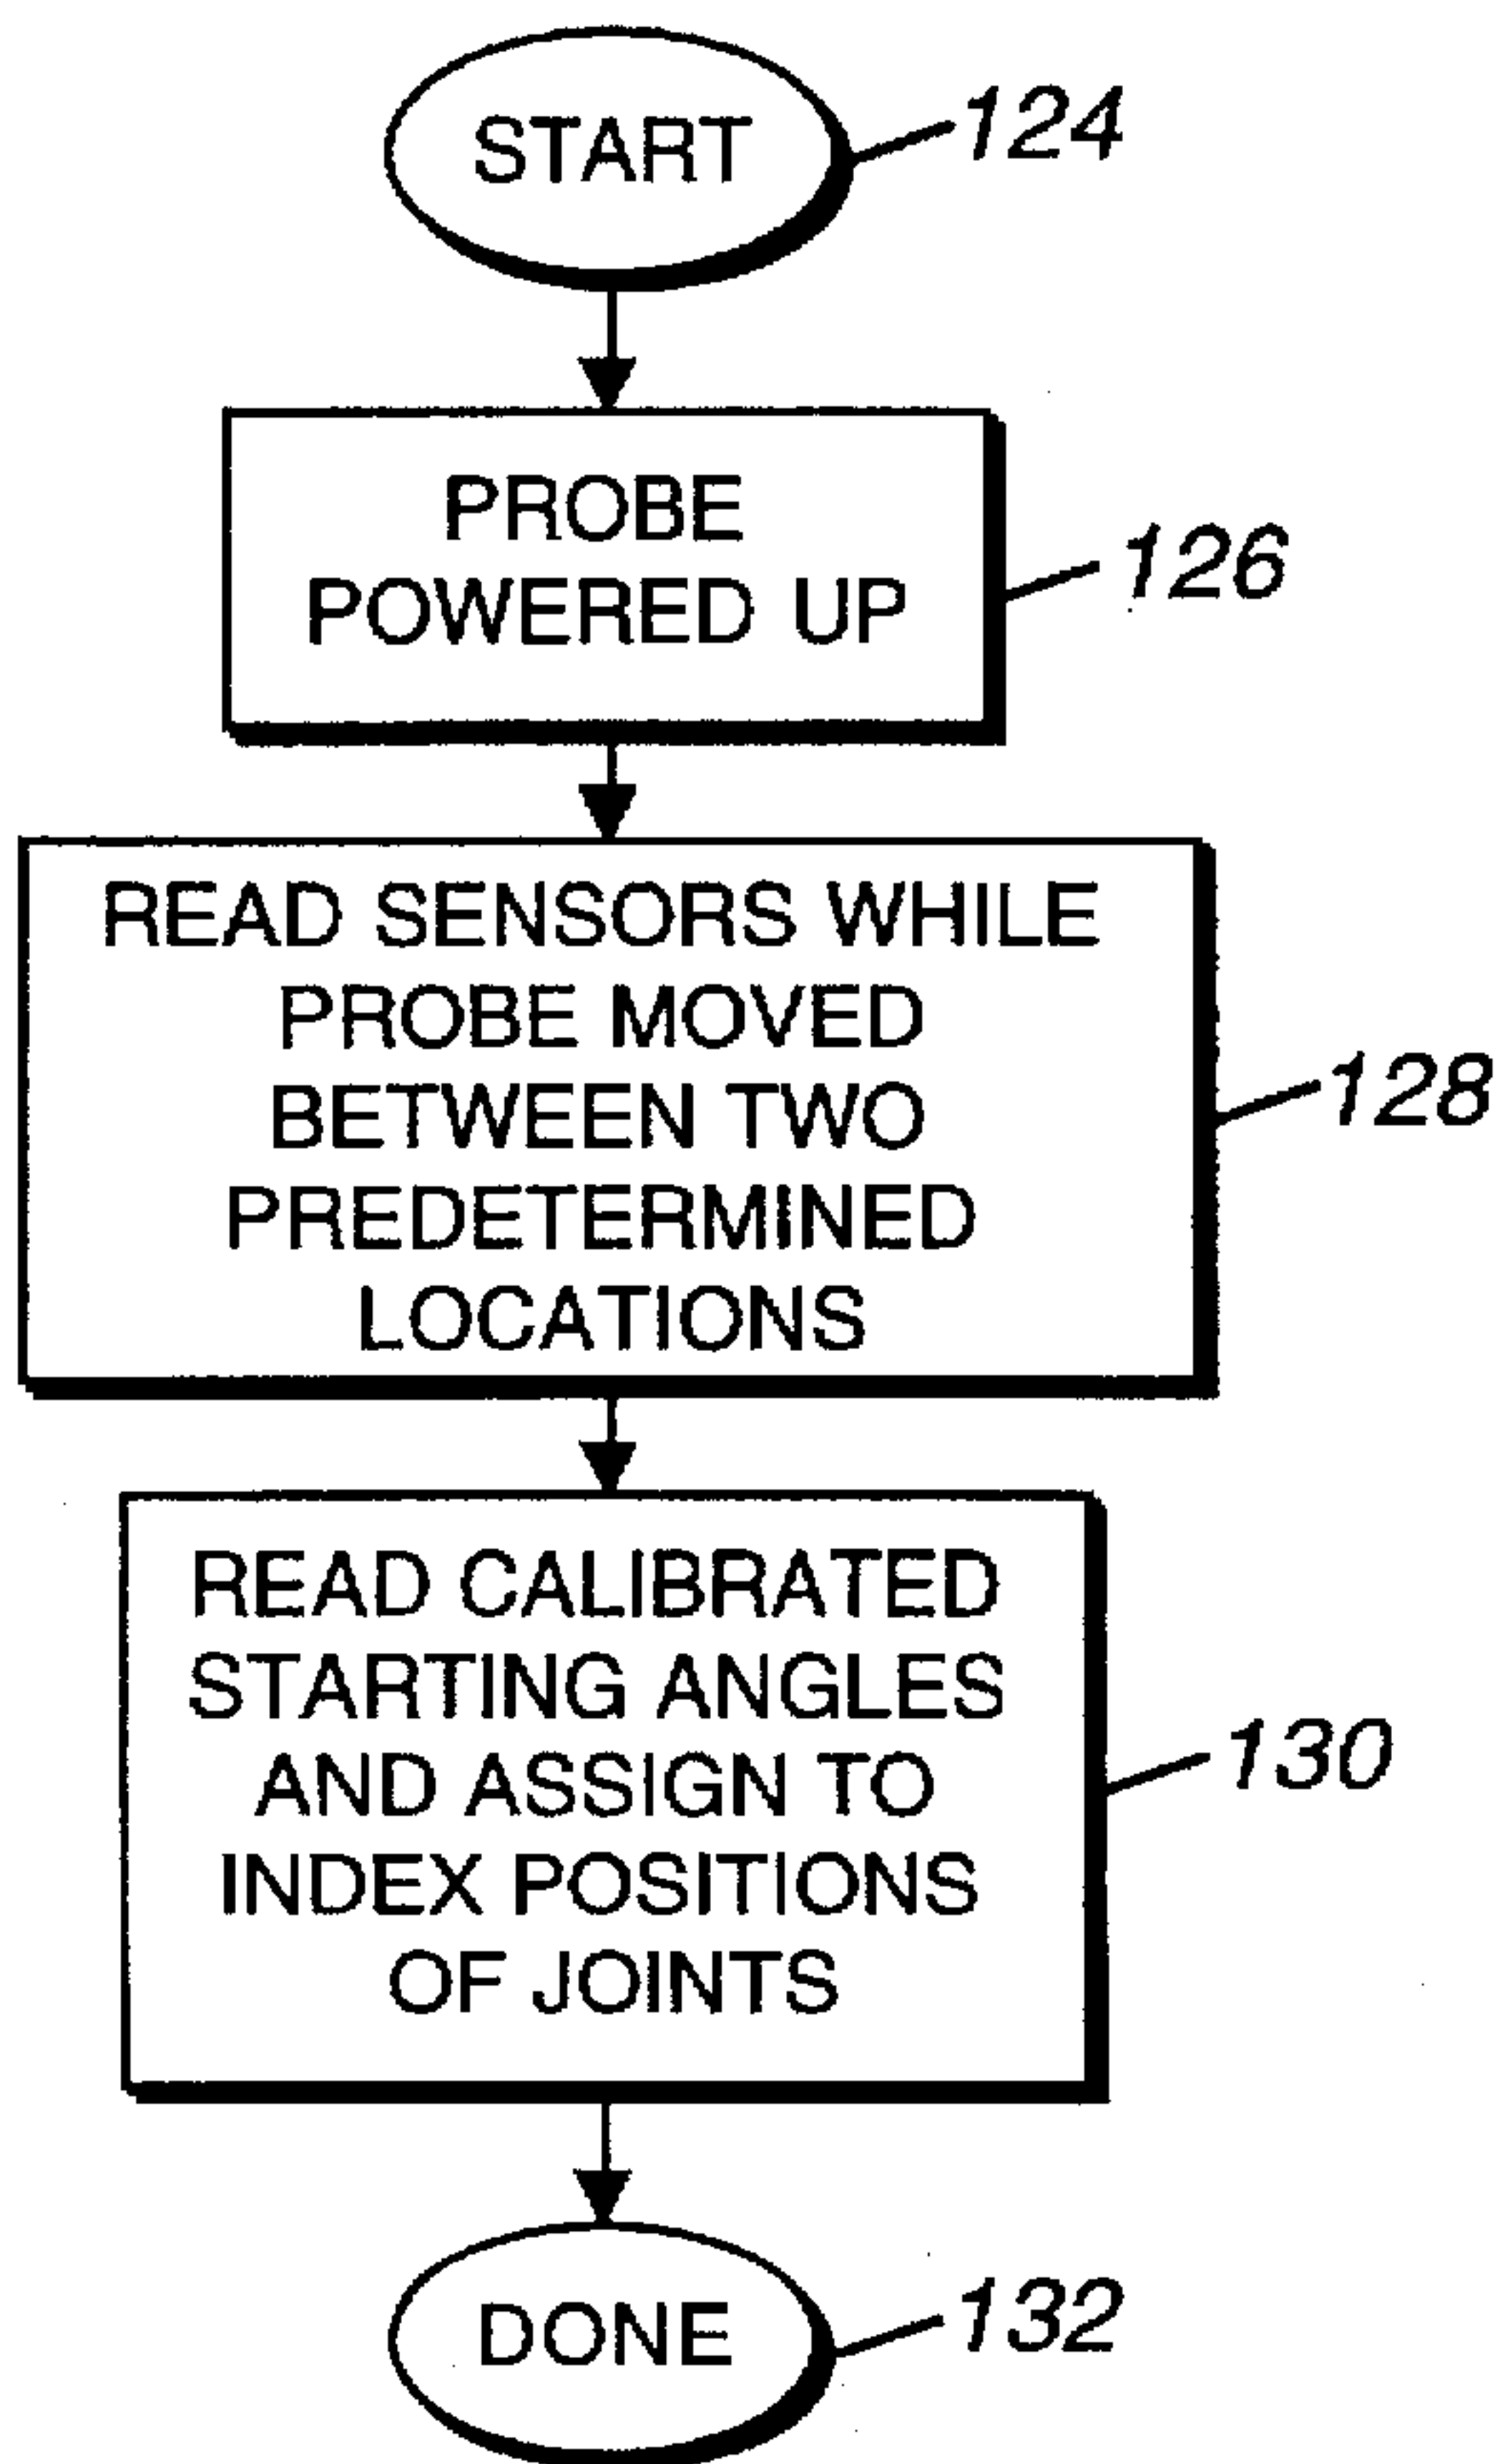 START
124
PROBE
POWERED UP
126
READ SENSORS WHILE
PROBE MOVED
BETWEEN TWO
PREDETERMINED
LOCATIONS
128
READ CALIBRATED
STARTING ANGLES
AND ASSIGN TO
INDEX POSITIONS
OF JOINTS
130
DONE
132